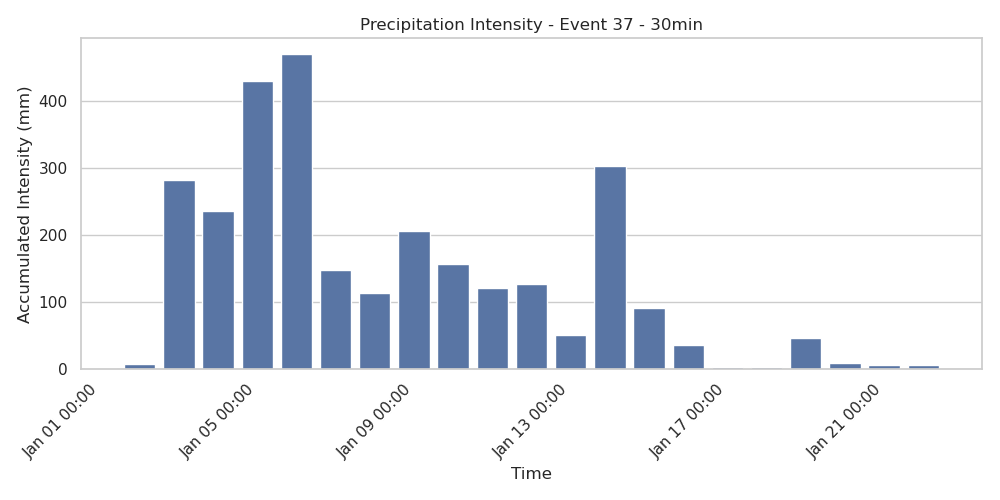 Precipitation Intensity - Event 37 - 30min
Accumulated Intensity (mm)
400
300
200
100
0
Jan 01 00:00
Jan 05 00:00
Jan 09 00:00
Jan 13 00:00
Jan 17 00:00
Jan 21 00:00
Time